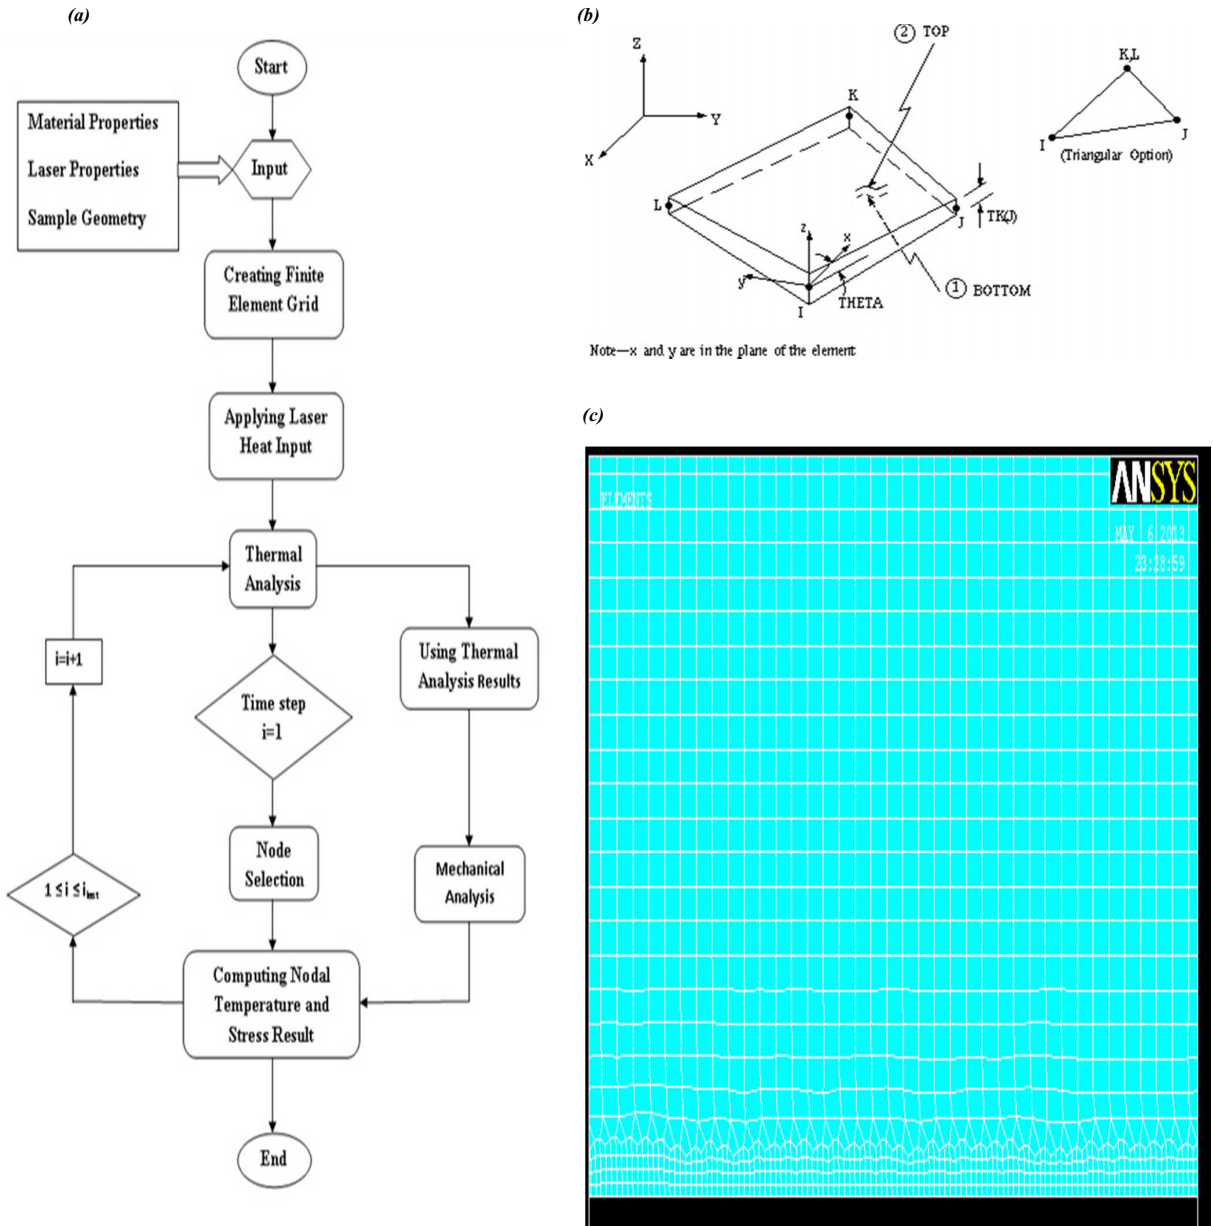 (a)
Start
Material Properties
Laser Properties
Sample Geometry
Input
Creating Finite
Element Grid
Applying Laser
Heat Input
Thermal
Analysis
i=i+1
Using Thermal
Analysis Results
Time step
i=1
Node
Selection
Mechanical
Analysis
1 ≤ i ≤
Computing Nodal
Temperature and
Stress Result
End
(b)
Z
Y
X
2 TOP
K
L
J
I
z
x
y
THETA
TK(J)
1 BOTTOM
K,L
I
J
(Triangular Option)
Note—x and y are in the plane of the element
(c)
ANSYS
ELEMENTS
MAY 6 2013
23:28:59